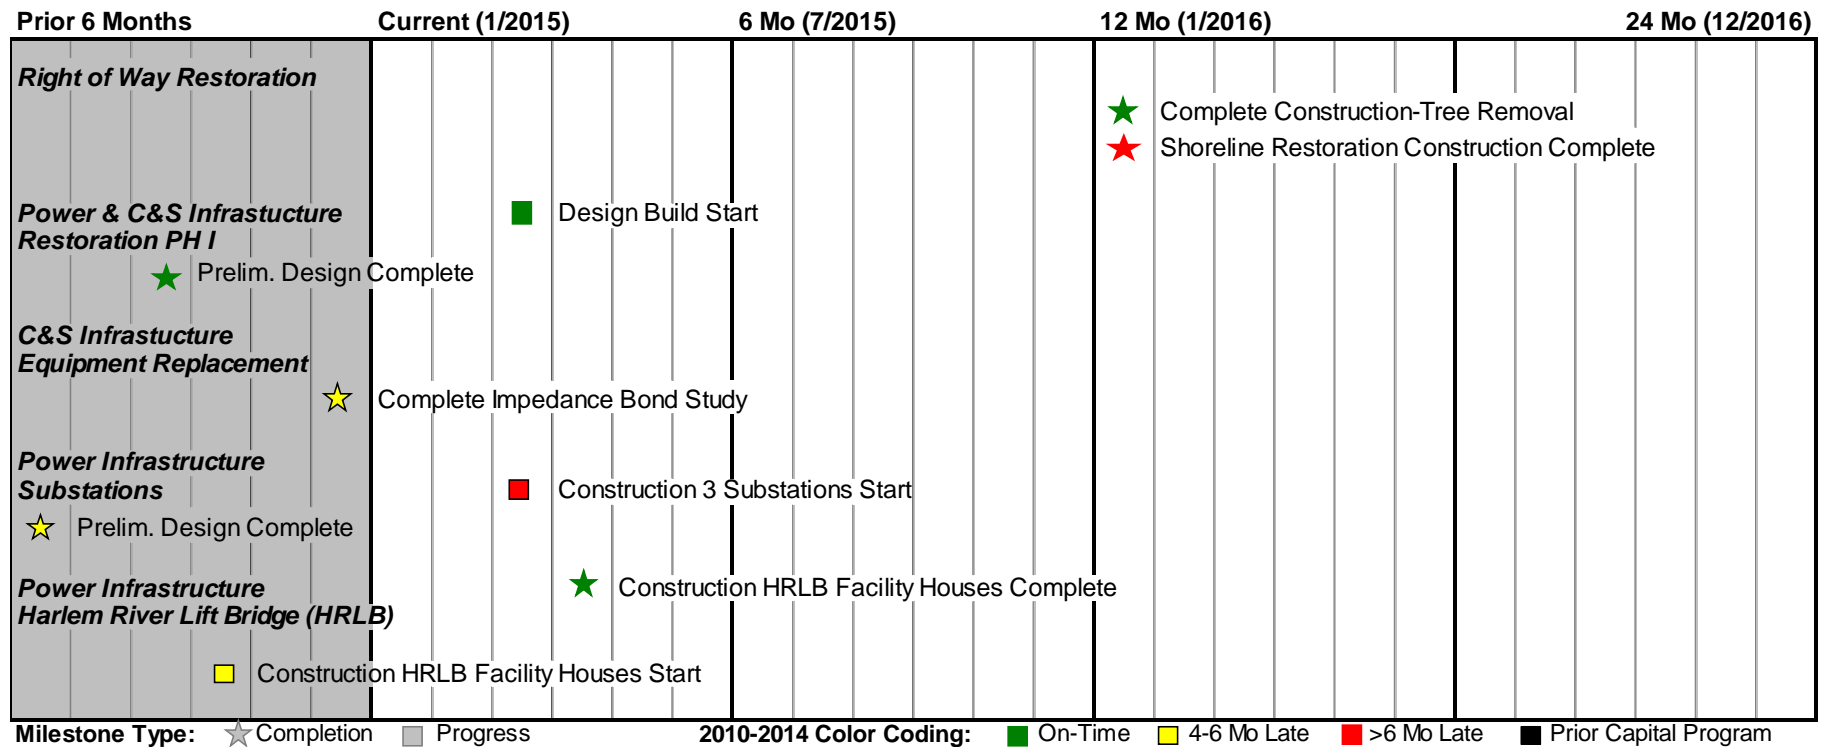 Prior 6 Months Current (1/2015) 6 Mo (7/2015) 12 Mo (1/2016) 24 Mo (12/2016)
Right of Way Restoration
Complete Construction-Tree Removal
Shoreline Restoration Construction Complete
Power & C&S Infrastucture
Restoration PH I
Design Build Start
Prelim. Design Complete
C&S Infrastucture
Equipment Replacement
Complete Impedance Bond Study
Power Infrastructure
Substations
Construction 3 Substations Start
Prelim. Design Complete
Power Infrastructure
Harlem River Lift Bridge (HRLB)
Construction HRLB Facility Houses Complete
Construction HRLB Facility Houses Start
Milestone Type: Completion Progress 2010-2014 Color Coding: On-Time 4-6 Mo Late >6 Mo Late Prior Capital Program